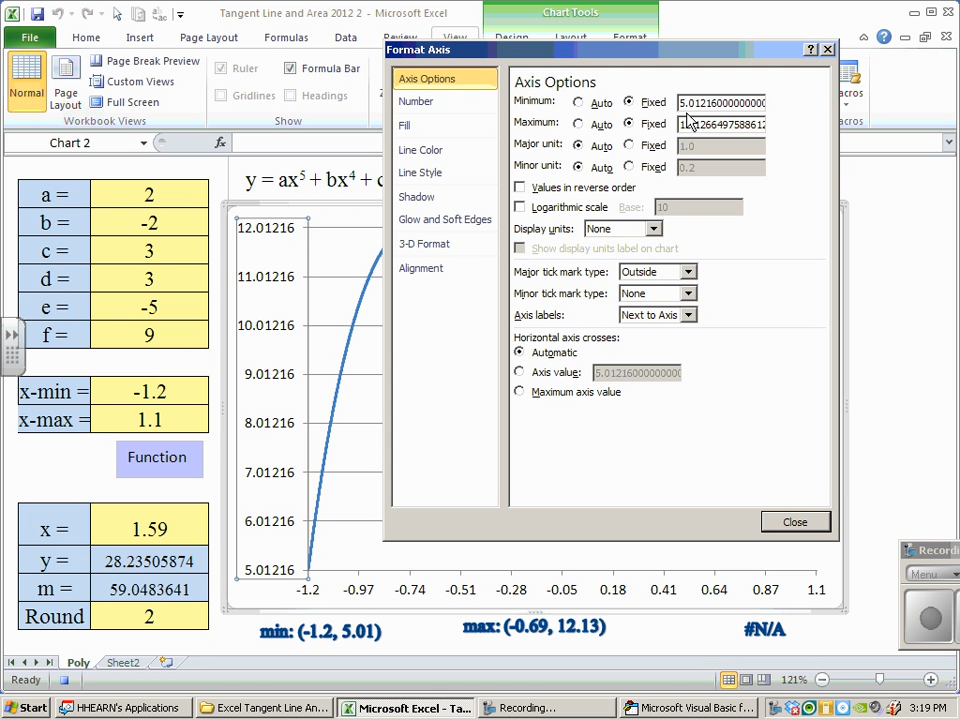 Tangent Line and Area 2012 2 - Microsoft Excel
Chart Tools
File Home Insert Page Layout Formulas Data Review View Design Layout Format
Normal
Page Layout
Page Break Preview
Custom Views
Full Screen
Workbook Views
Ruler
Formula Bar
Gridlines
Headings
Show
Chart 2
fx
y = ax⁵ + bx⁴ + c
a = 2
b = -2
c = 3
d = 3
e = -5
f = 9
x-min = -1.2
x-max = 1.1
Function
x = 1.59
y = 28.23505874
m = 59.0483641
Round 2
12.01216
11.01216
10.01216
9.01216
8.01216
7.01216
6.01216
5.01216
-1.2 -0.97 -0.74 -0.51 -0.28 -0.05 0.18 0.41 0.64 0.87 1.1
min: (-1.2, 5.01) max: (-0.69, 12.13) #N/A
Format Axis
Axis Options
Number
Fill
Line Color
Line Style
Shadow
Glow and Soft Edges
3-D Format
Alignment
Axis Options
Minimum: Auto Fixed 5.0121600000000
Maximum: Auto Fixed
Major unit: Auto Fixed 1.0
Minor unit: Auto Fixed 0.2
Values in reverse order
Logarithmic scale Base: 10
Display units: None
Show display units label on chart
Major tick mark type: Outside
Minor tick mark type: None
Axis labels: Next to Axis
Horizontal axis crosses:
Automatic
Axis value: 5.0121600000000
Maximum axis value
Close
Recordi
Menu
Poly Sheet2
Ready
121%
Start HHEARN's Applications Excel Tangent Line An... Microsoft Excel - Ta... Recording... Microsoft Visual Basic f... 3:19 PM